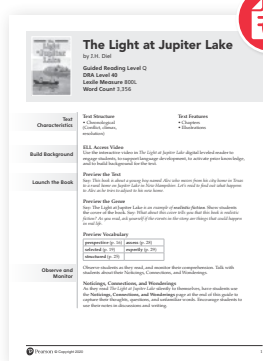 The Light at Jupiter Lake
by J.H. Diel
Guided Reading Level Q
DRA Level 40
Lexile Measure 800L
Word Count 3,356
Text Characteristics
Text Structure
• Chronological
(Conflict, climax,
resolution)
Text Features
• Chapters
• Illustrations
Build Background
ELL Access Video
Use the interactive video in The Light at Jupiter Lake digital leveled reader to
engage students, to support language development, to activate prior knowledge,
and to build background for the text.
Launch the Book
Preview the Text
Say: This book is about a young boy named Alec who moves from his city home in Texas
to a rural home on Jupiter Lake in New Hampshire. Let's read to find out what happens
to Alec as he tries to adjust to his new home.
Preview the Genre
Say: The Light at Jupiter Lake is an example of realistic fiction. Show students
the cover of the book. Say: What about this cover tells you that this book is realistic
fiction? As you read, ask yourself if the events in the story are things that could happen
in real life.
Preview Vocabulary
perspective (p. 16)
access (p. 28)
selected (p. 19)
expertly (p. 29)
structured (p. 25)
Observe and Monitor
Observe students as they read, and monitor their comprehension. Talk with
students about their Noticings, Connections, and Wonderings.
Noticings, Connections, and Wonderings
As they read The Light at Jupiter Lake silently to themselves, have students use
the Noticings, Connections, and Wonderings page at the end of this guide to
capture their thoughts, questions, and unfamiliar words. Encourage students to
use their notes in discussions and writing.
Pearson © Copyright 2020